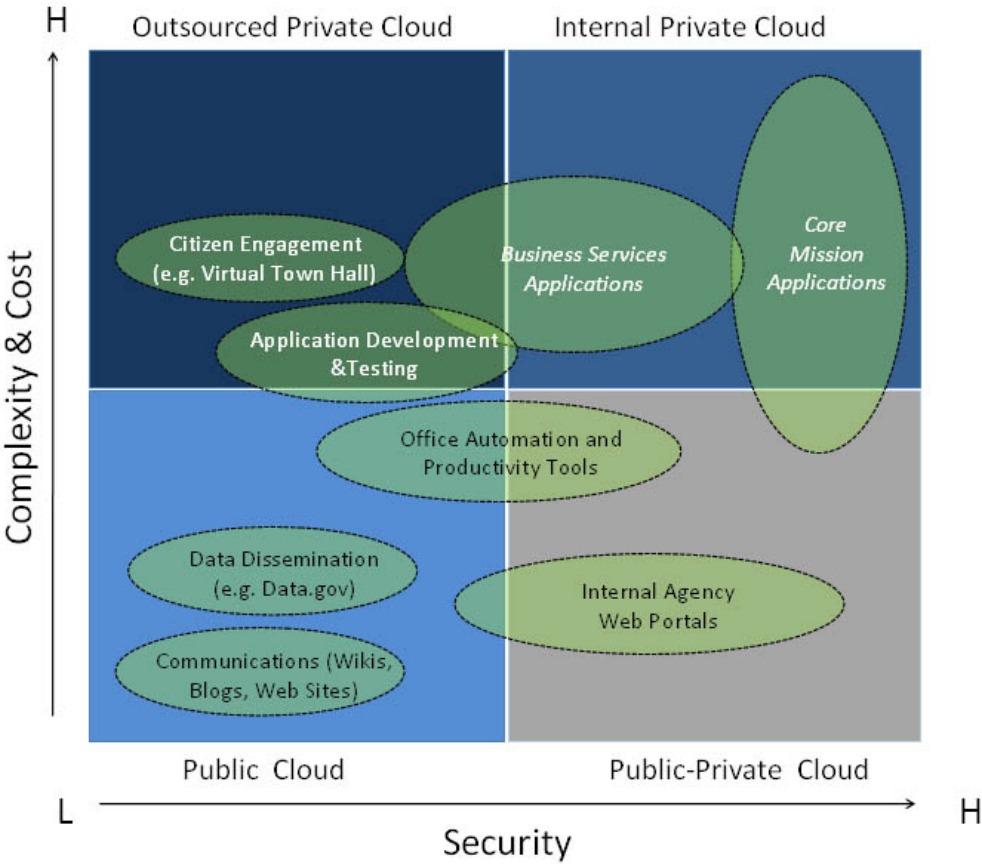 H
Outsourced Private Cloud
Internal Private Cloud
Complexity & Cost
Citizen Engagement
(e.g. Virtual Town Hall)
Business Services
Applications
Core
Mission
Applications
Application Development
&Testing
Office Automation and
Productivity Tools
Data Dissemination
(e.g. Data.gov)
Internal Agency
Web Portals
Communications (Wikis,
Blogs, Web Sites)
Public Cloud
Public-Private Cloud
L
H
Security